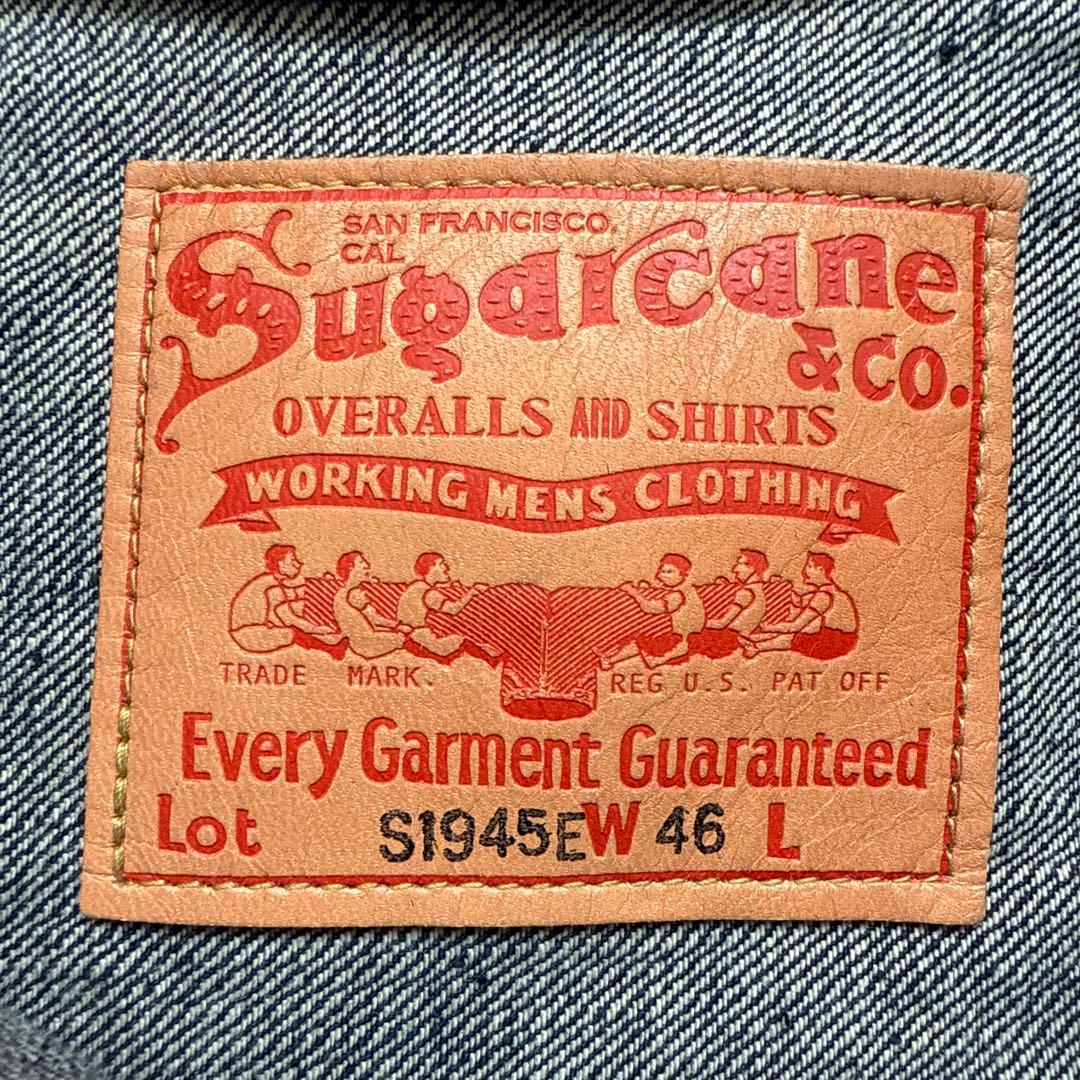 SAN FRANCISCO.
CAL
Sugarcane
& CO.
OVERALLS AND SHIRTS
WORKING MENS CLOTHING
TRADE MARK. REG U.S. PAT OFF
Every Garment Guaranteed
Lot S1945E W 46 L